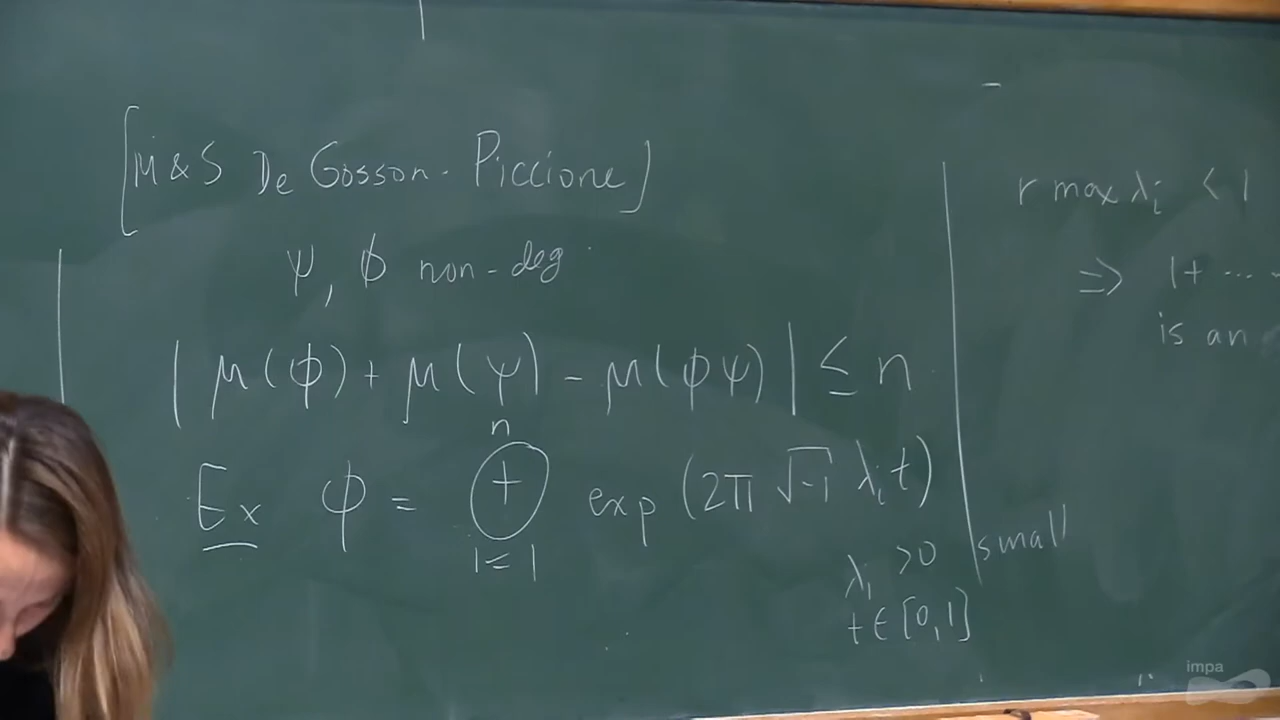 [M&S De Gosson - Piccione]
ψ, ϕ non-deg
| μ(ϕ) + μ(ψ) - μ(ϕψ) | ≤ n
n
Ex φ = ⊕ exp (2π √-1 λᵢt)
i=1
λᵢ > 0 small
t ∈ [0,1]
r max λᵢ < 1
⇒ 1+ ...
is an
impa